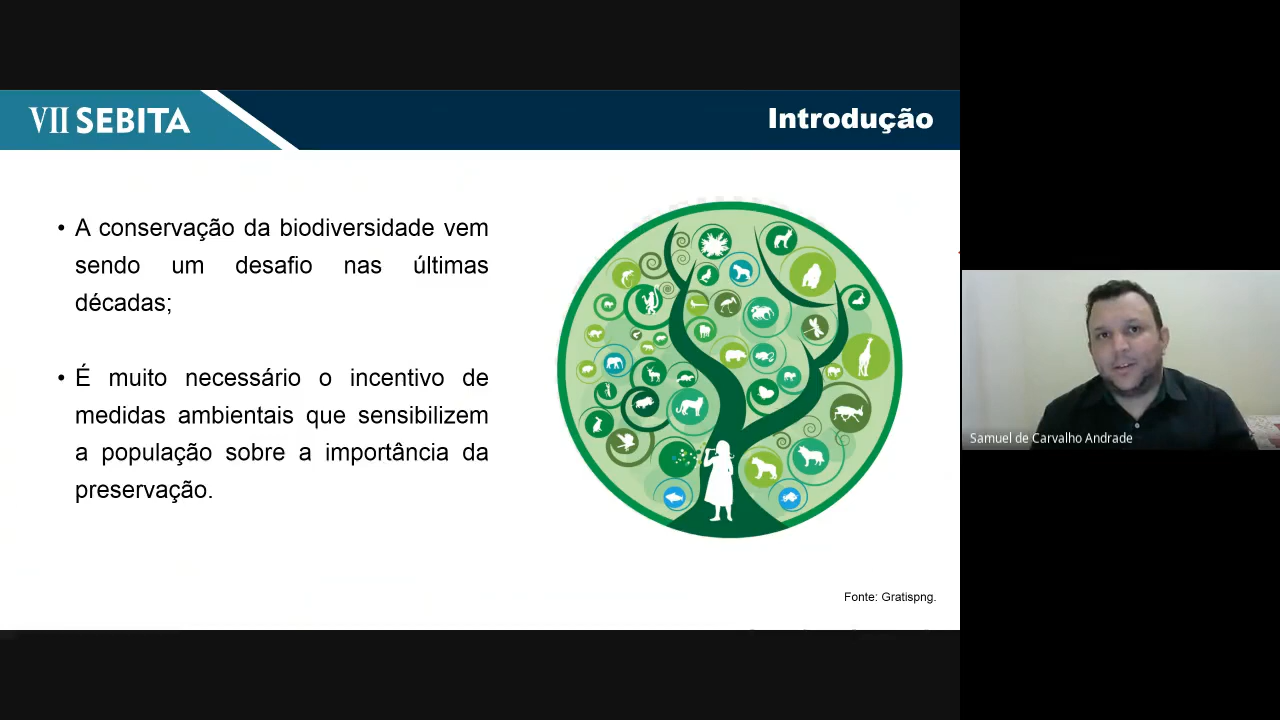 VII SEBITA
Introdução
• A conservação da biodiversidade vem
sendo um desafio nas últimas
décadas;
• É muito necessário o incentivo de
medidas ambientais que sensibilizem
a população sobre a importância da
preservação.
Fonte: Gratispng.
Samuel de Carvalho Andrade